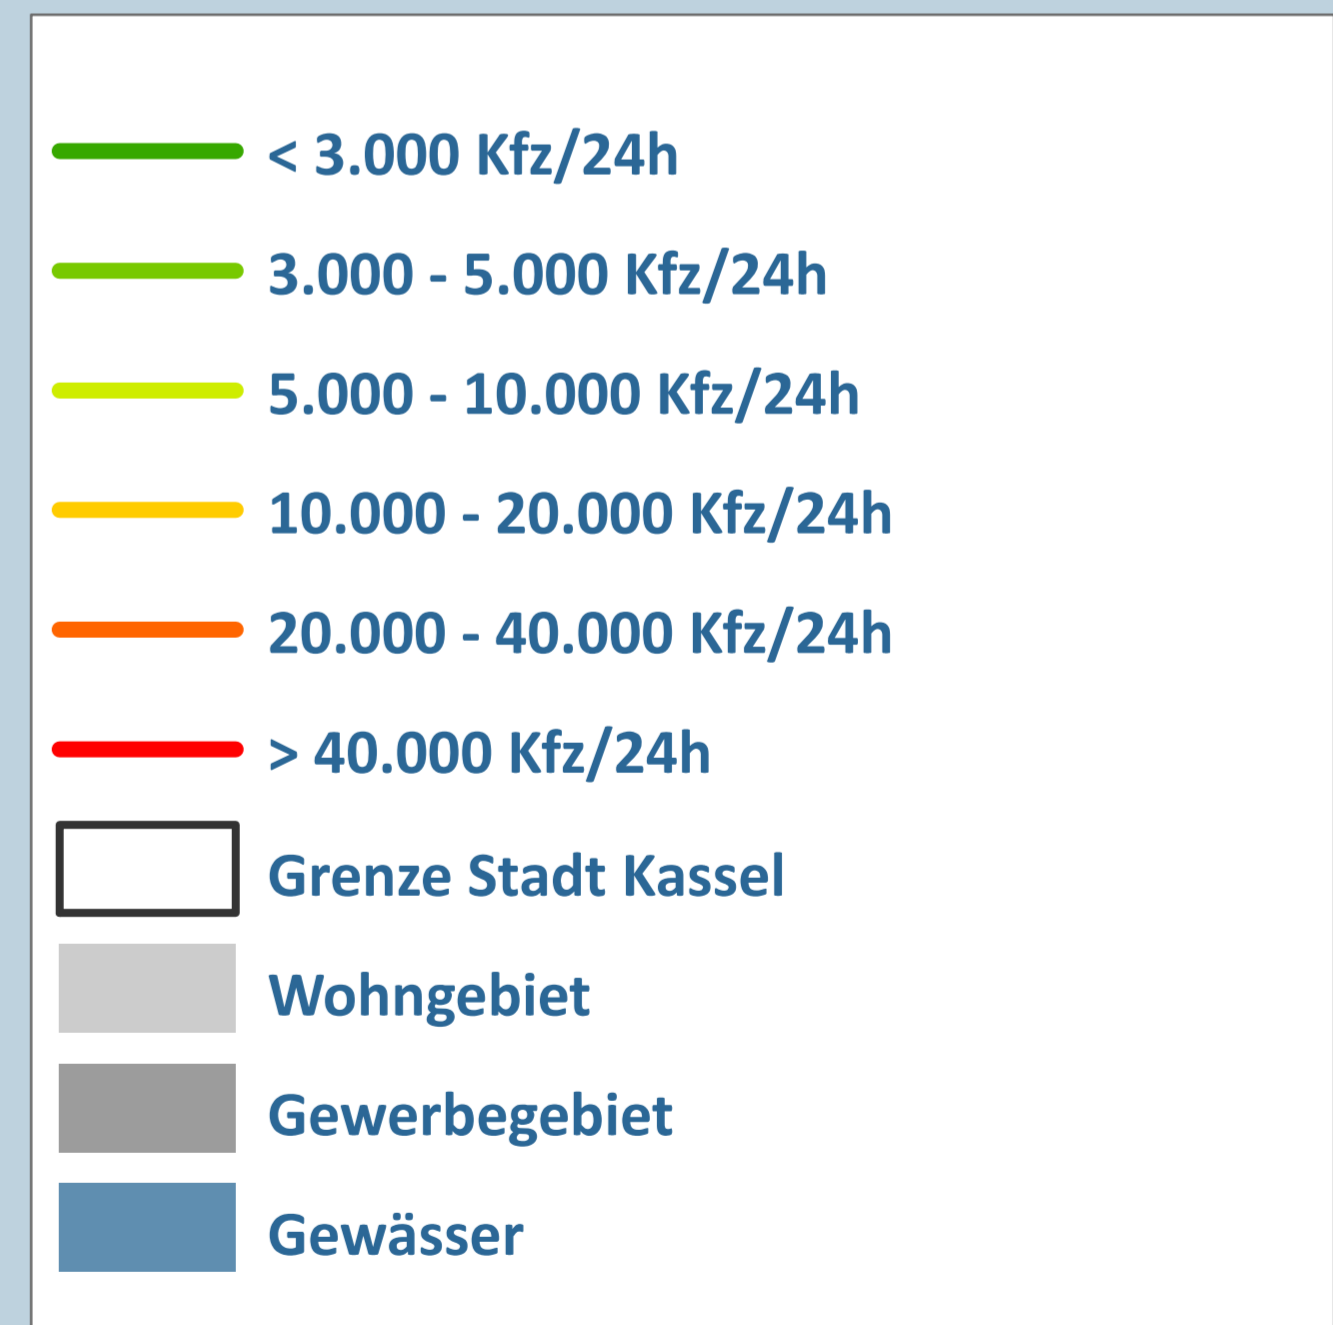 < 3.000 Kfz/24h
3.000 - 5.000 Kfz/24h
5.000 - 10.000 Kfz/24h
10.000 - 20.000 Kfz/24h
20.000 - 40.000 Kfz/24h
> 40.000 Kfz/24h
Grenze Stadt Kassel
Wohngebiet
Gewerbegebiet
Gewässer